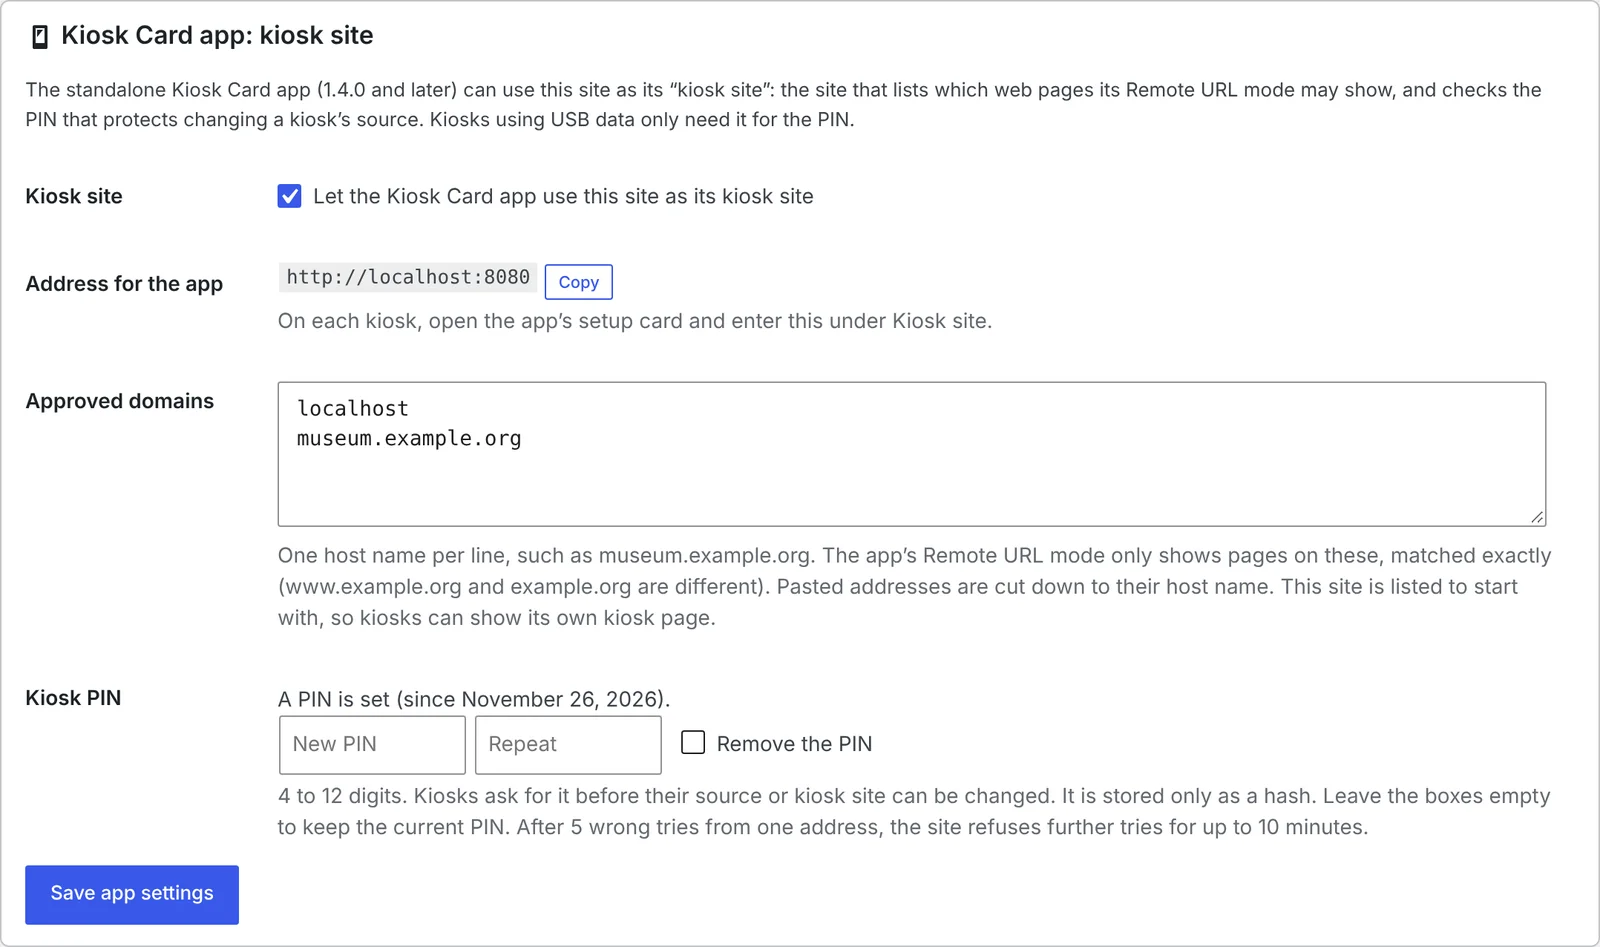 Kiosk Card app: kiosk site
The standalone Kiosk Card app (1.4.0 and later) can use this site as its “kiosk site”: the site that lists which web pages its Remote URL mode may show, and checks the
PIN that protects changing a kiosk’s source. Kiosks using USB data only need it for the PIN.
Kiosk site
Let the Kiosk Card app use this site as its kiosk site
Address for the app
http://localhost:8080 Copy
On each kiosk, open the app’s setup card and enter this under Kiosk site.
Approved domains
localhost
museum.example.org
One host name per line, such as museum.example.org. The app’s Remote URL mode only shows pages on these, matched exactly
(www.example.org and example.org are different). Pasted addresses are cut down to their host name. This site is listed to start
with, so kiosks can show its own kiosk page.
Kiosk PIN
A PIN is set (since November 26, 2026).
New PIN Repeat Remove the PIN
4 to 12 digits. Kiosks ask for it before their source or kiosk site can be changed. It is stored only as a hash. Leave the boxes empty
to keep the current PIN. After 5 wrong tries from one address, the site refuses further tries for up to 10 minutes.
Save app settings